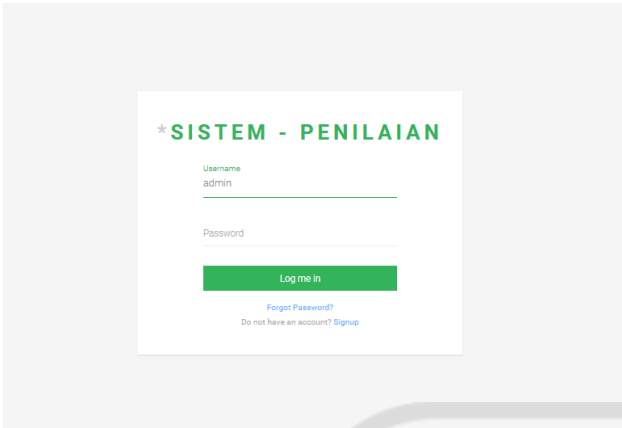 *SISTEM - PENILAIAN
Username
admin
Password
Log me in
Forgot Password?
Do not have an account? Signup